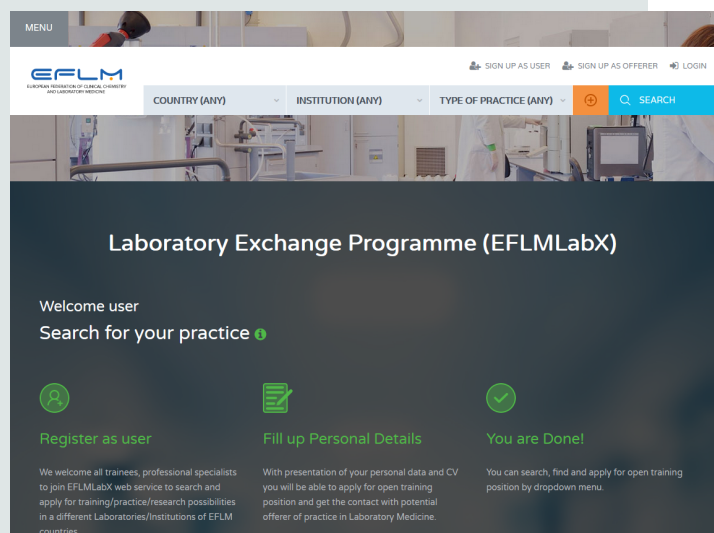 MENU
SIGN UP AS USER SIGN UP AS OFFERER LOGIN
EFLM
EUROPEAN FEDERATION OF CLINICAL CHEMISTRY
AND LABORATORY MEDICINE
COUNTRY (ANY) INSTITUTION (ANY) TYPE OF PRACTICE (ANY) SEARCH
Laboratory Exchange Programme (EFLMLabX)
Welcome user
Search for your practice
Register as user
We welcome all trainees, professional specialists
to join EFLMLabX web service to search and
apply for training/practice/research possibilities
in a different Laboratories/Institutions of EFLM
countries
Fill up Personal Details
With presentation of your personal data and CV
you will be able to apply for open training
position and get the contact with potential
offerer of practice in Laboratory Medicine.
You are Done!
You can search, find and apply for open training
position by dropdown menu.